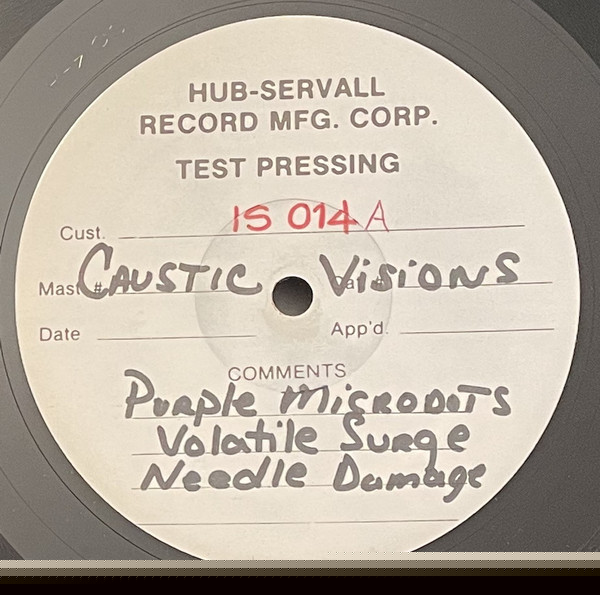 HUB-SERVALL
RECORD MFG. CORP.
TEST PRESSING
Cust. IS 014 A
Mast #. CAUSTIC VISIONS
Date App'd.
COMMENTS
Purple Microdots
Volatile Surge
Needle Damage